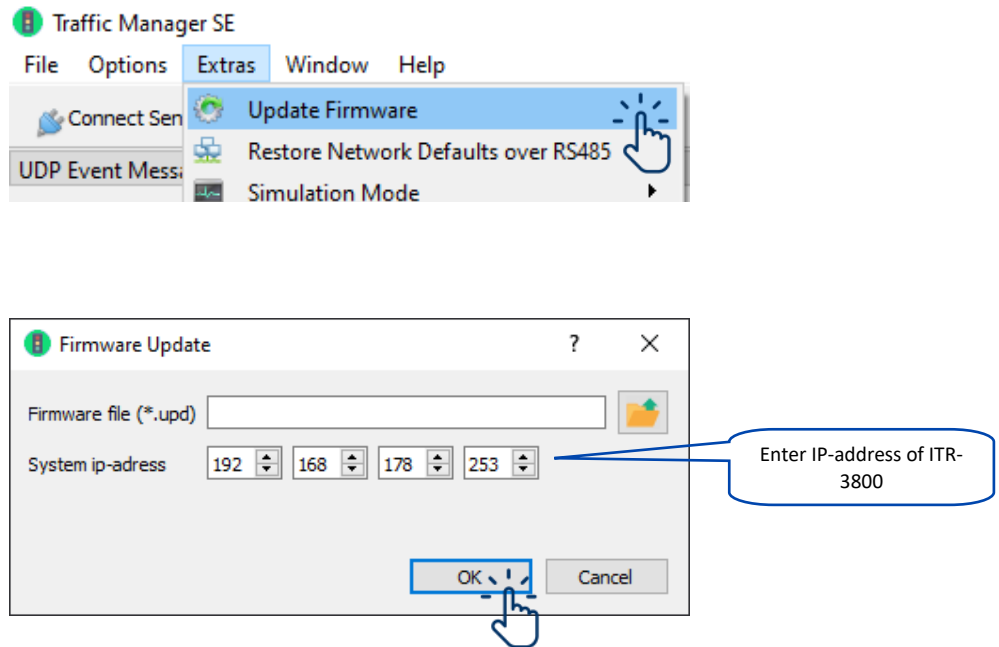 Traffic Manager SE
File Options Extras Window Help
Connect Sen
Update Firmware
UDP Event Messa
Restore Network Defaults over RS485
Simulation Mode
Firmware Update
?
Firmware file (*.upd)
System ip-adress 192 168 178 253
Enter IP-address of ITR-
3800
OK Cancel